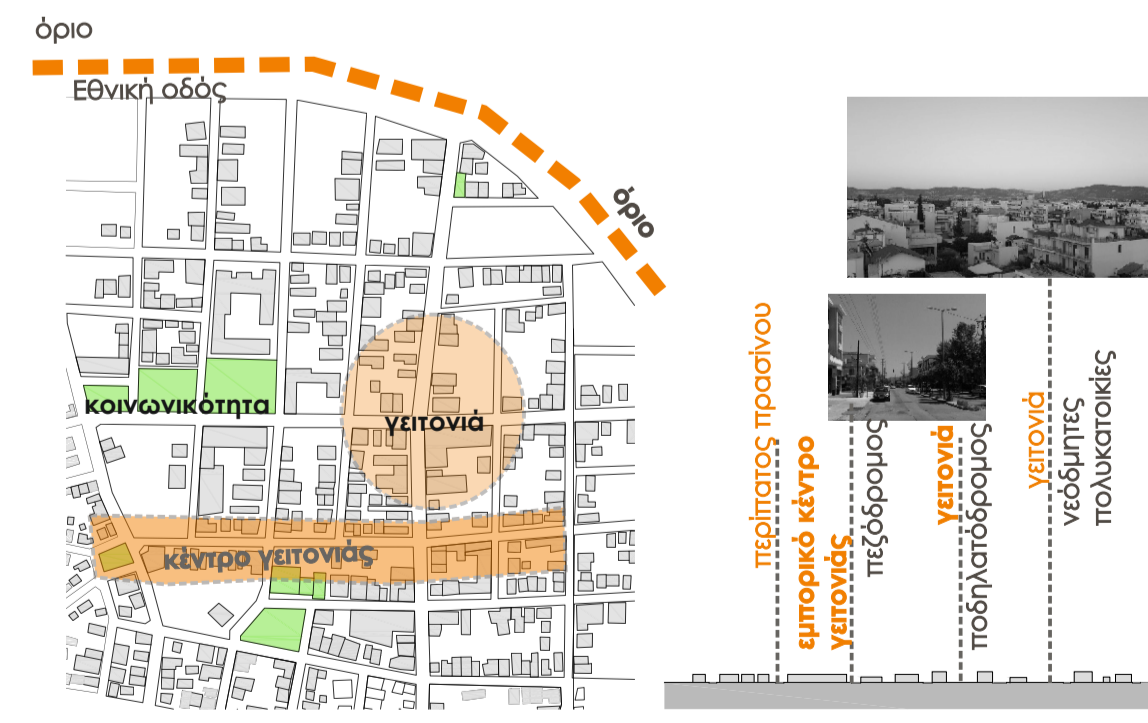 όριο
Εθνική οδός
όριο
κοινωνικότητα
γειτονιά
κέντρο γειτονιάς
περίπατος πρασίνου
εμπορικό κέντρο
γειτονιάς
πεζόδρομος
γειτονιά
ποδηλατόδρομος
γειτονιά
νεόδμητες
πολυκατοικίες